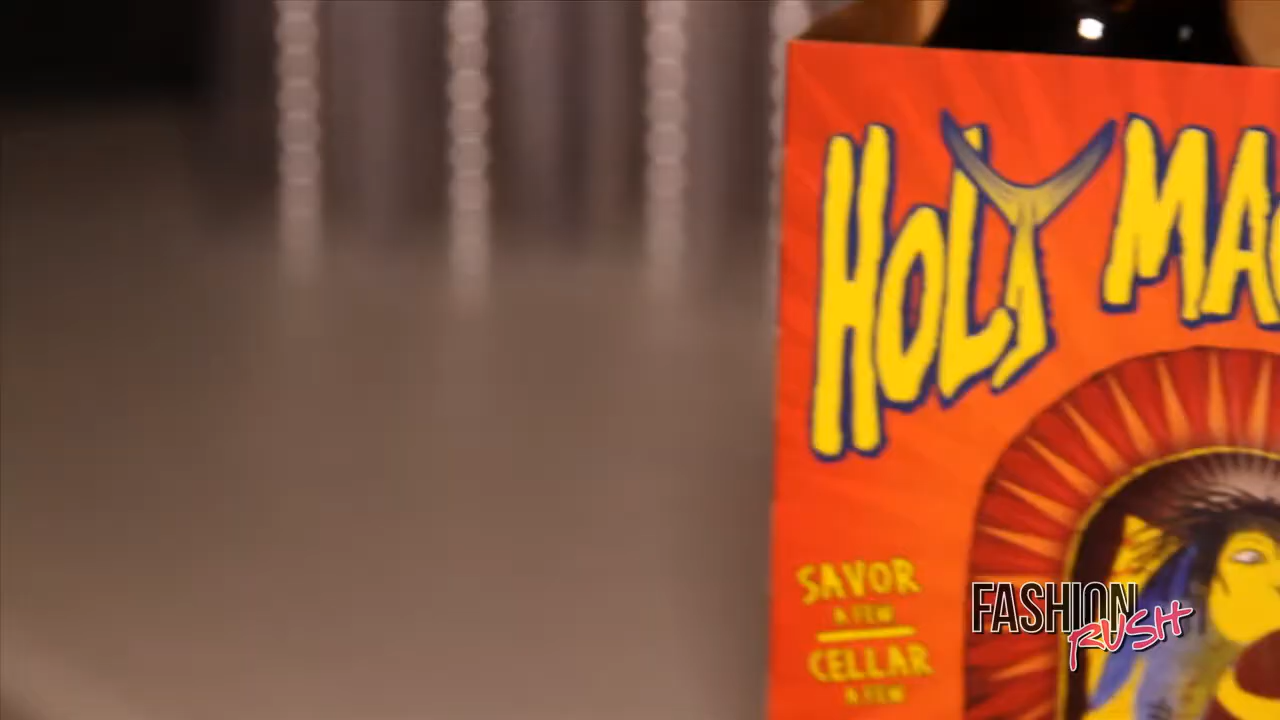 HOLY MA
SAVOR
A FEW
CELLAR
A FEW
FASHION
RUSH